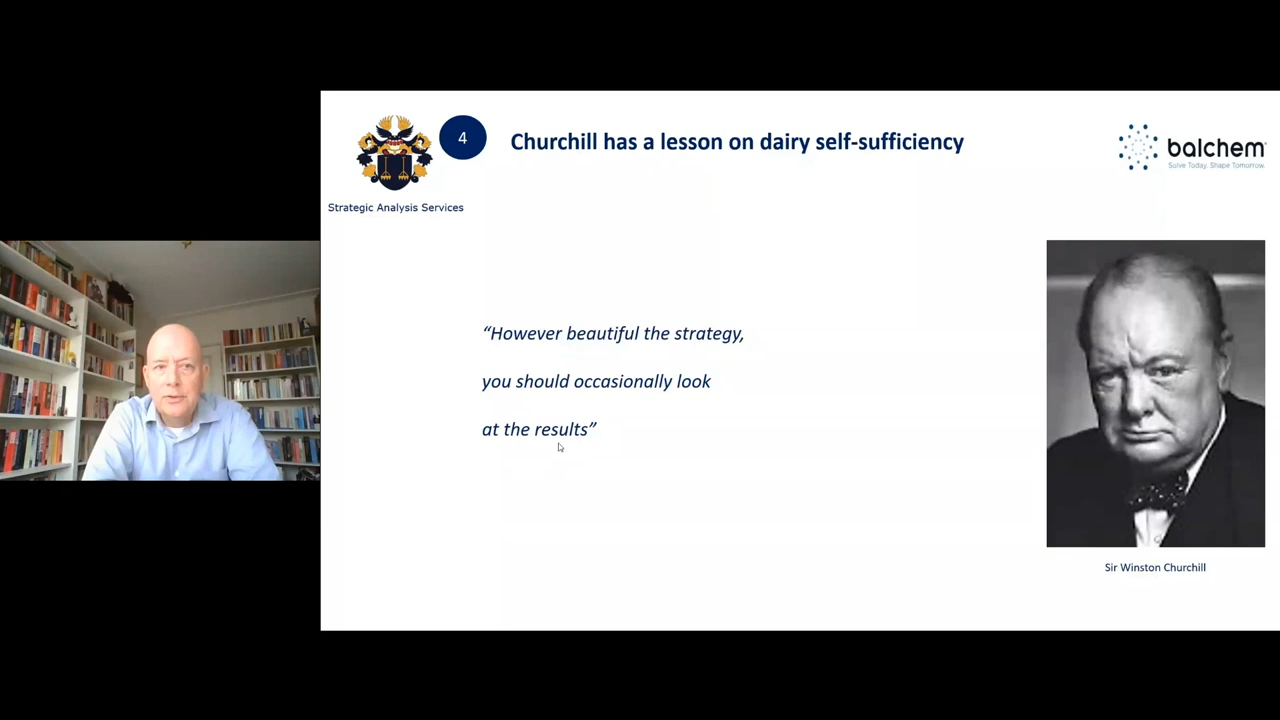 4
Churchill has a lesson on dairy self-sufficiency
balchem
Solve Today. Shape Tomorrow.
Strategic Analysis Services
“However beautiful the strategy,
you should occasionally look
at the results”
Sir Winston Churchill